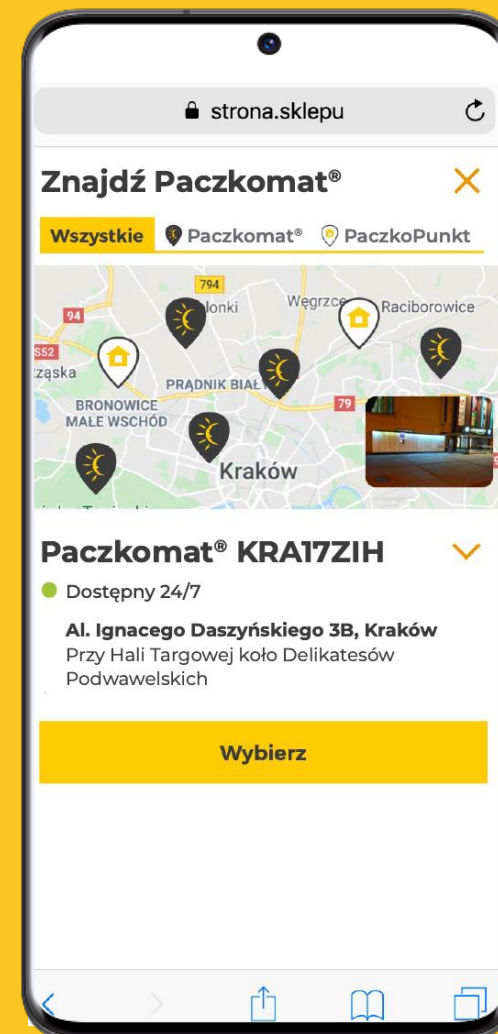 strona.sklepu
Znajdź Paczkomat®
Wszystkie Paczkomat® PaczkoPunkt
794
94
Węgrzce
Raciborowice
S52
PRĄDNIK BIAŁ
BRONOWICE
MAŁE WSCHÓD
79
Kraków
Paczkomat® KRA17ZIH
Dostępny 24/7
Al. Ignacego Daszyńskiego 3B, Kraków
Przy Hali Targowej koło Delikatesów
Podwawelskich
Wybierz